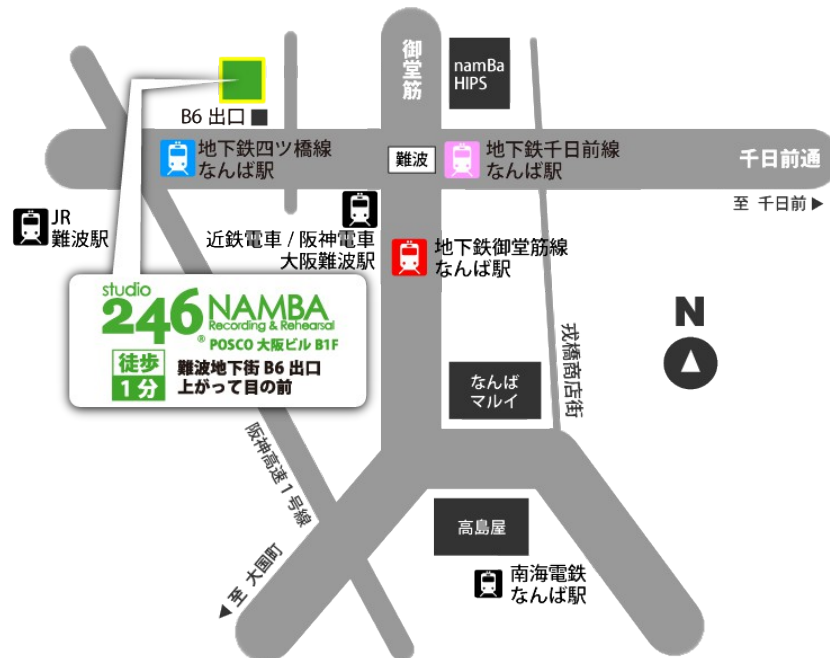 御堂筋
namBa
HIPS
B6 出口
地下鉄四ツ橋線
なんば駅
難波
地下鉄千日前線
なんば駅
千日前通
至 千日前▶
JR
難波駅
近鉄電車 / 阪神電車
大阪難波駅
地下鉄御堂筋線
なんば駅
studio
246 NAMBA
Recording & Rehearsal
® POSCO 大阪ビル B1F
徒歩
1分
難波地下街 B6 出口
上がって目の前
N
戎橋商店街
なんば
マルイ
阪神高速1号線
高島屋
◀至 大国町
南海電鉄
なんば駅